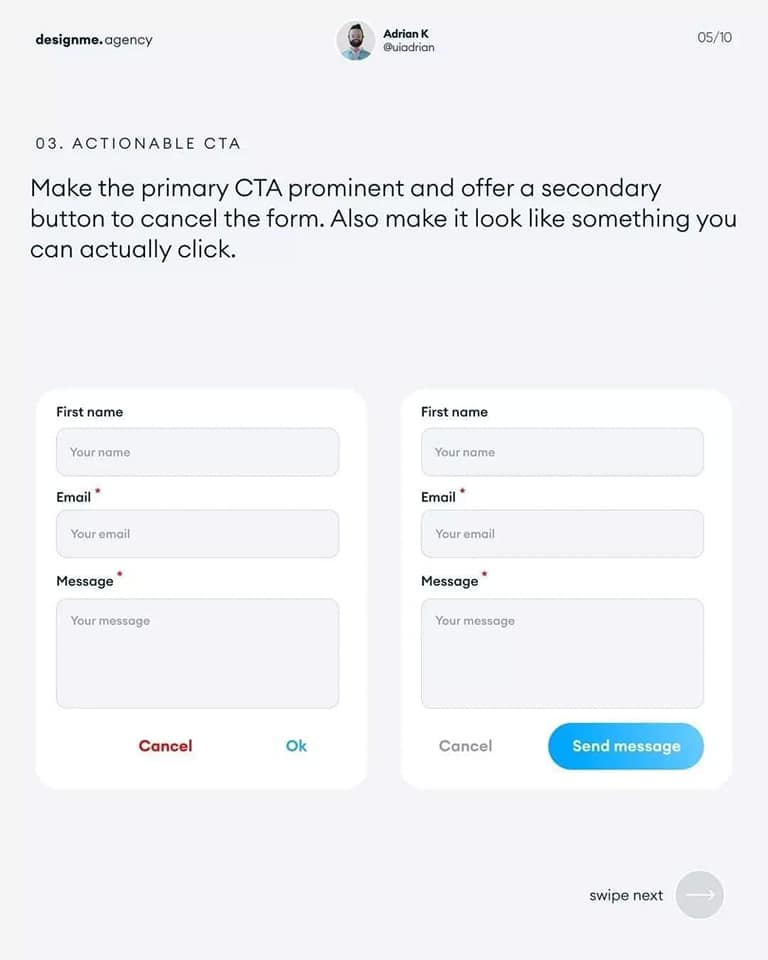 designme.agency
Adrian K
@uiadrian
05/10
03. ACTIONABLE CTA
Make the primary CTA prominent and offer a secondary
button to cancel the form. Also make it look like something you
can actually click.
First name
Your name
Email *
Your email
Message *
Your message
Cancel Ok
First name
Your name
Email *
Your email
Message *
Your message
Cancel Send message
swipe next